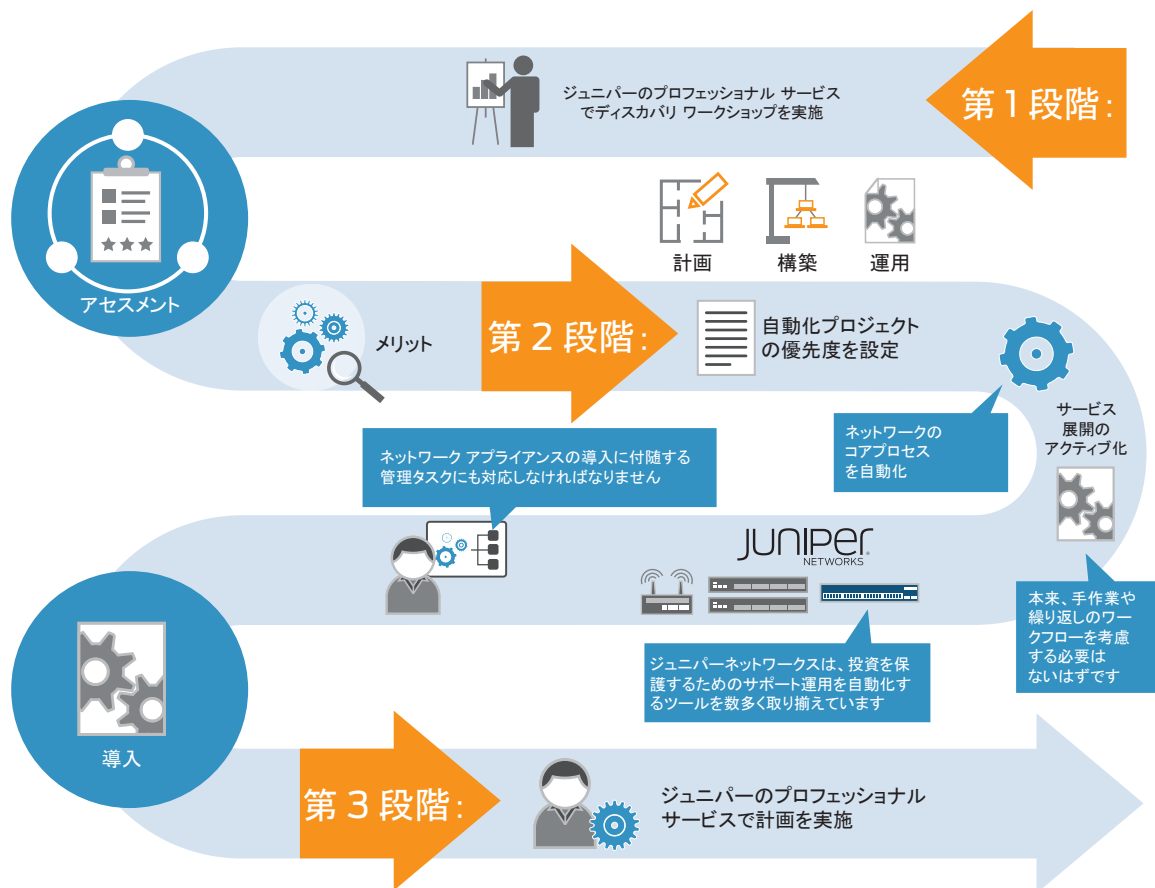 第1段階:
ジュニパーのプロフェッショナル サービス
でディスカバリ ワークショップを実施
アセスメント
計画
構築
運用
メリット
第2段階:
自動化プロジェクト
の優先度を設定
ネットワークの
コアプロセス
を自動化
サービス
展開の
アクティブ化
本来、手作業や
繰り返しのワー
クフローを考慮
する必要は
ないはずです
JUNIPER
NETWORKS
ジュニパーネットワークスは、投資を保
護するためのサポート運用を自動化す
るツールを数多く取り揃えています
ネットワーク アプライアンスの導入に付随する
管理タスクにも対応しなければなりません
導入
第3段階:
ジュニパーのプロフェッショナル
サービスで計画を実施